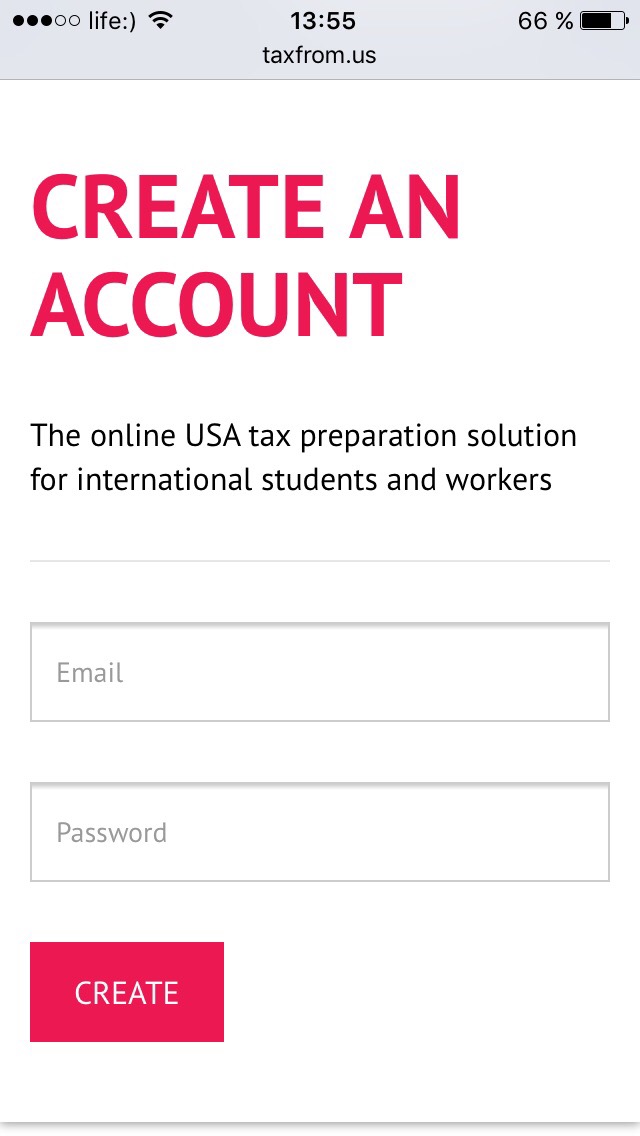 life:) 13:55 66 %
taxfrom.us
CREATE AN
ACCOUNT
The online USA tax preparation solution
for international students and workers
Email
Password
CREATE